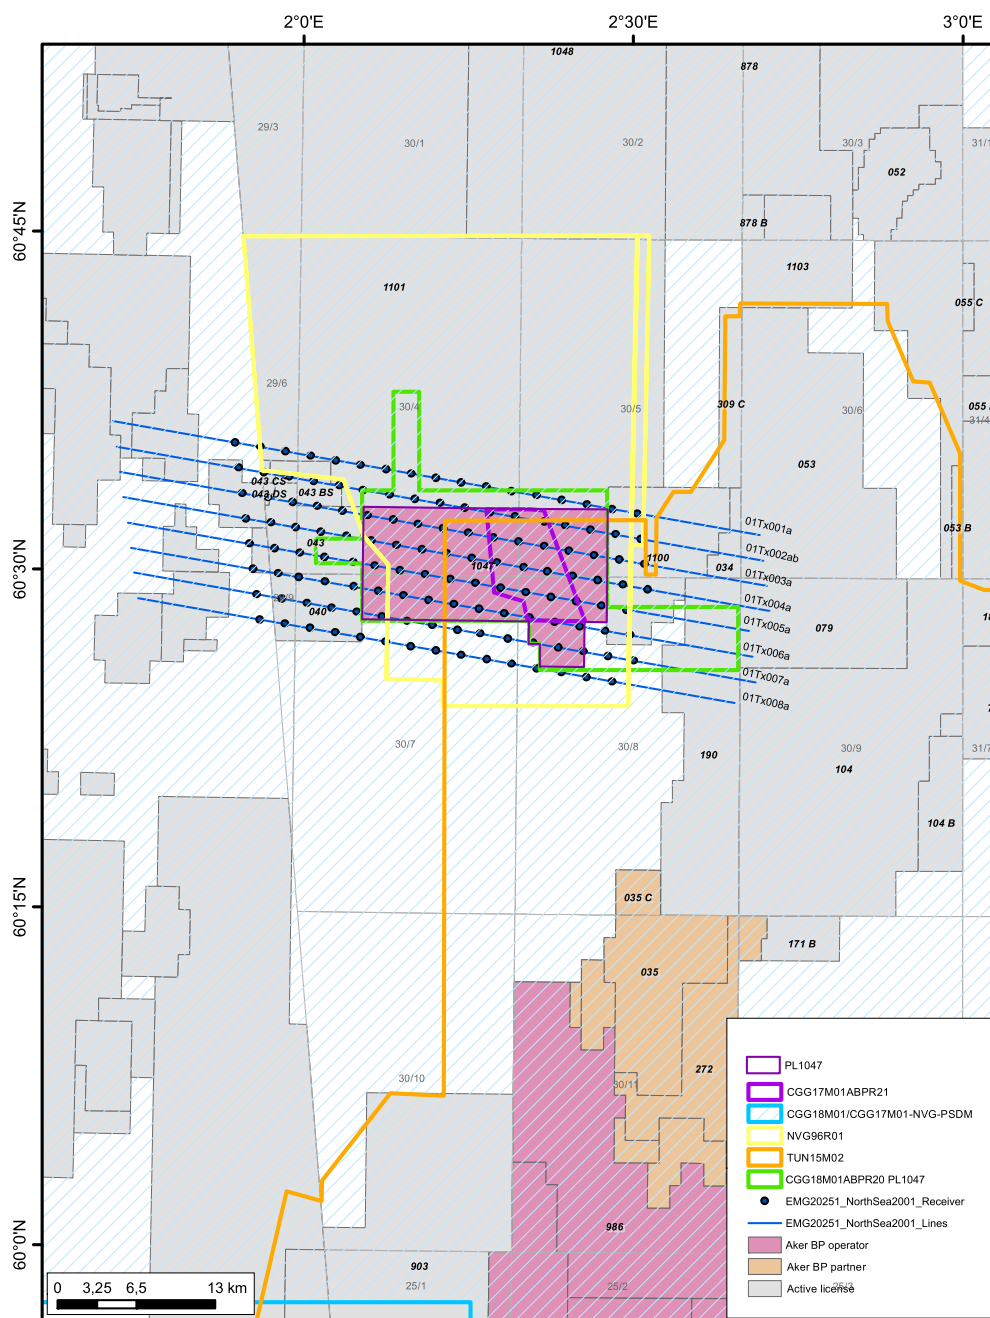 2°0'E
2°30'E
3°0'E
1048
878
29/3
30/1
30/2
30/3
31/1
052
60°45'N
878 B
1103
1101
055 C
29/6
30/4
309 C
30/5
30/6
055
31/4
043 CS
043 DS
043 BS
053
01Tx001a
053 B
043
01Tx002ab
60°30'N
1047
1100
034
01Tx003a
29/9
01Tx004a
040
18
01Tx005a
079
01Tx006a
01Tx007a
01Tx008a
30/7
30/8
190
30/9
31/7
104
104 B
60°15'N
035 C
171 B
035
272
30/10
30/11
PL1047
CGG17M01ABPR21
CGG18M01/CGG17M01-NVG-PSDM
NVG96R01
TUN15M02
CGG18M01ABPR20 PL1047
EMG20251_NorthSea2001_Receiver
EMG20251_NorthSea2001_Lines
Aker BP operator
Aker BP partner
Active license
986
60°0'N
903
25/1
25/2
25/3
0 3,25 6,5 13 km